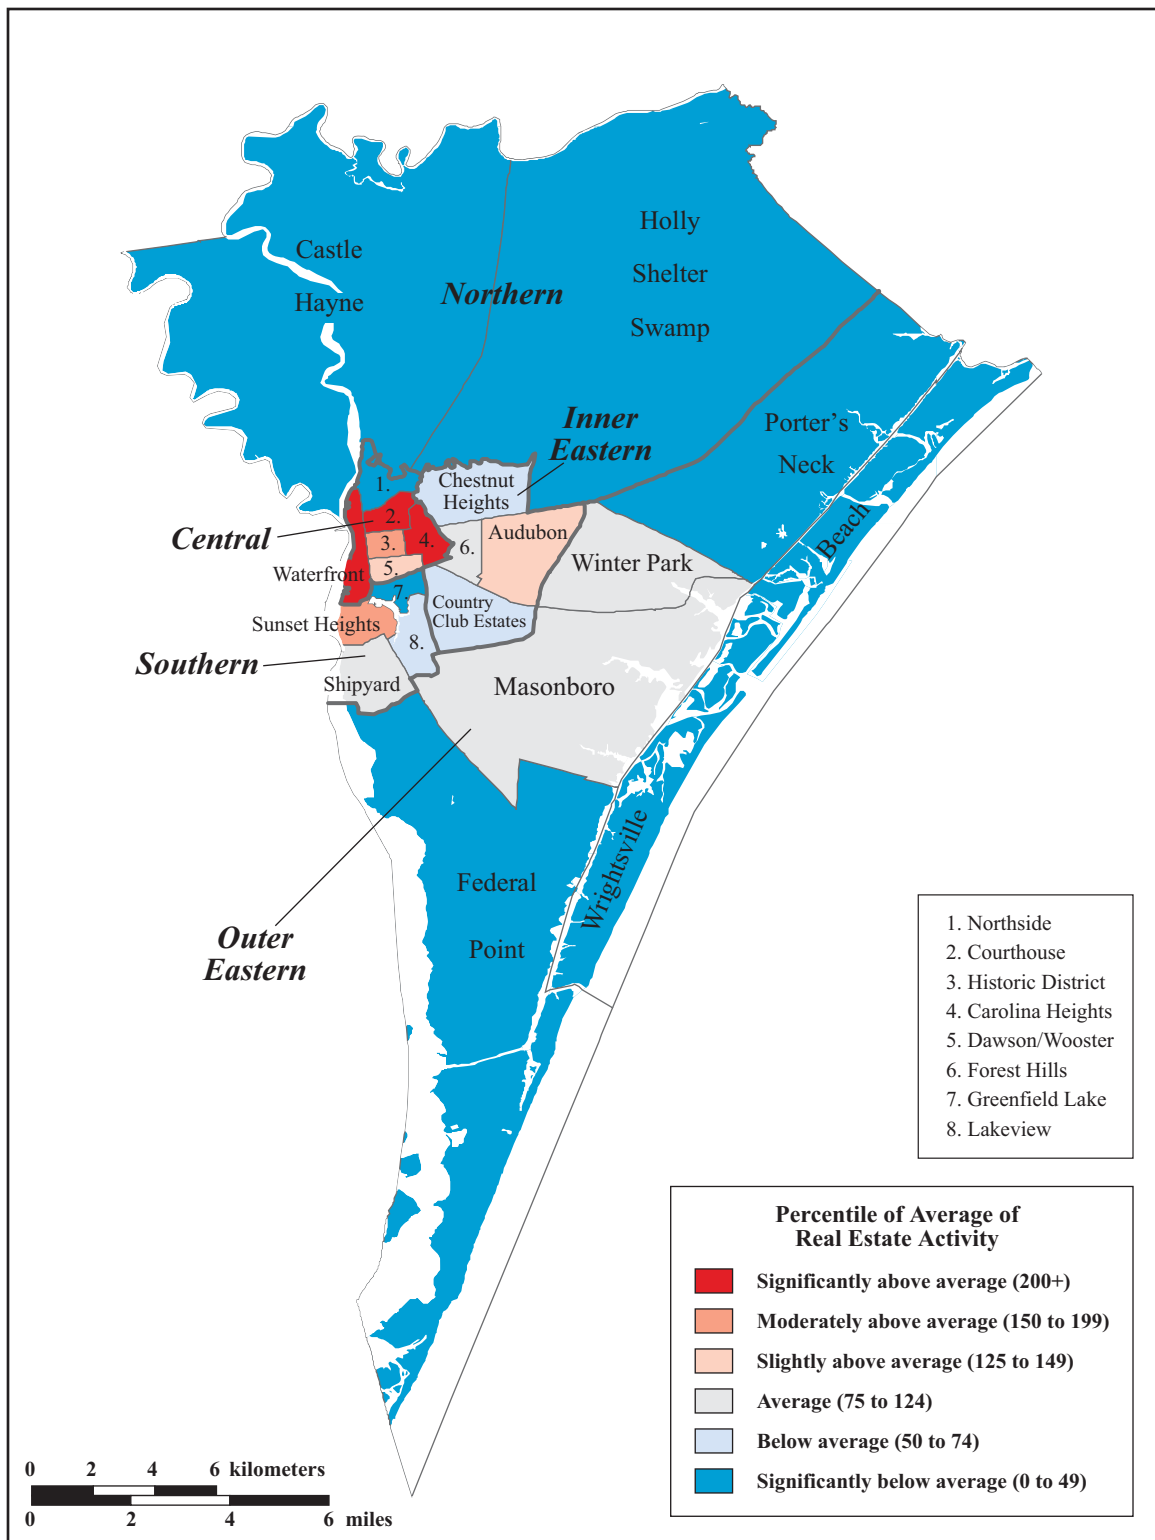 Holly
Shelter
Swamp
Castle
Hayne
Northern
Inner
Eastern
Porter's
Neck
Beach
Chestnut
Heights
1.
2.
Central
3.
4.
6.
Audubon
5.
Winter Park
Waterfront
7.
Country
Club Estates
Sunset Heights
8.
Southern
Shipyard
Masonboro
Wrightsville
Federal
Point
Outer
Eastern
1. Northside
2. Courthouse
3. Historic District
4. Carolina Heights
5. Dawson/Wooster
6. Forest Hills
7. Greenfield Lake
8. Lakeview
Percentile of Average of
Real Estate Activity
Significantly above average (200+)
Moderately above average (150 to 199)
Slightly above average (125 to 149)
Average (75 to 124)
Below average (50 to 74)
Significantly below average (0 to 49)
0 2 4 6 kilometers
0 2 4 6 miles